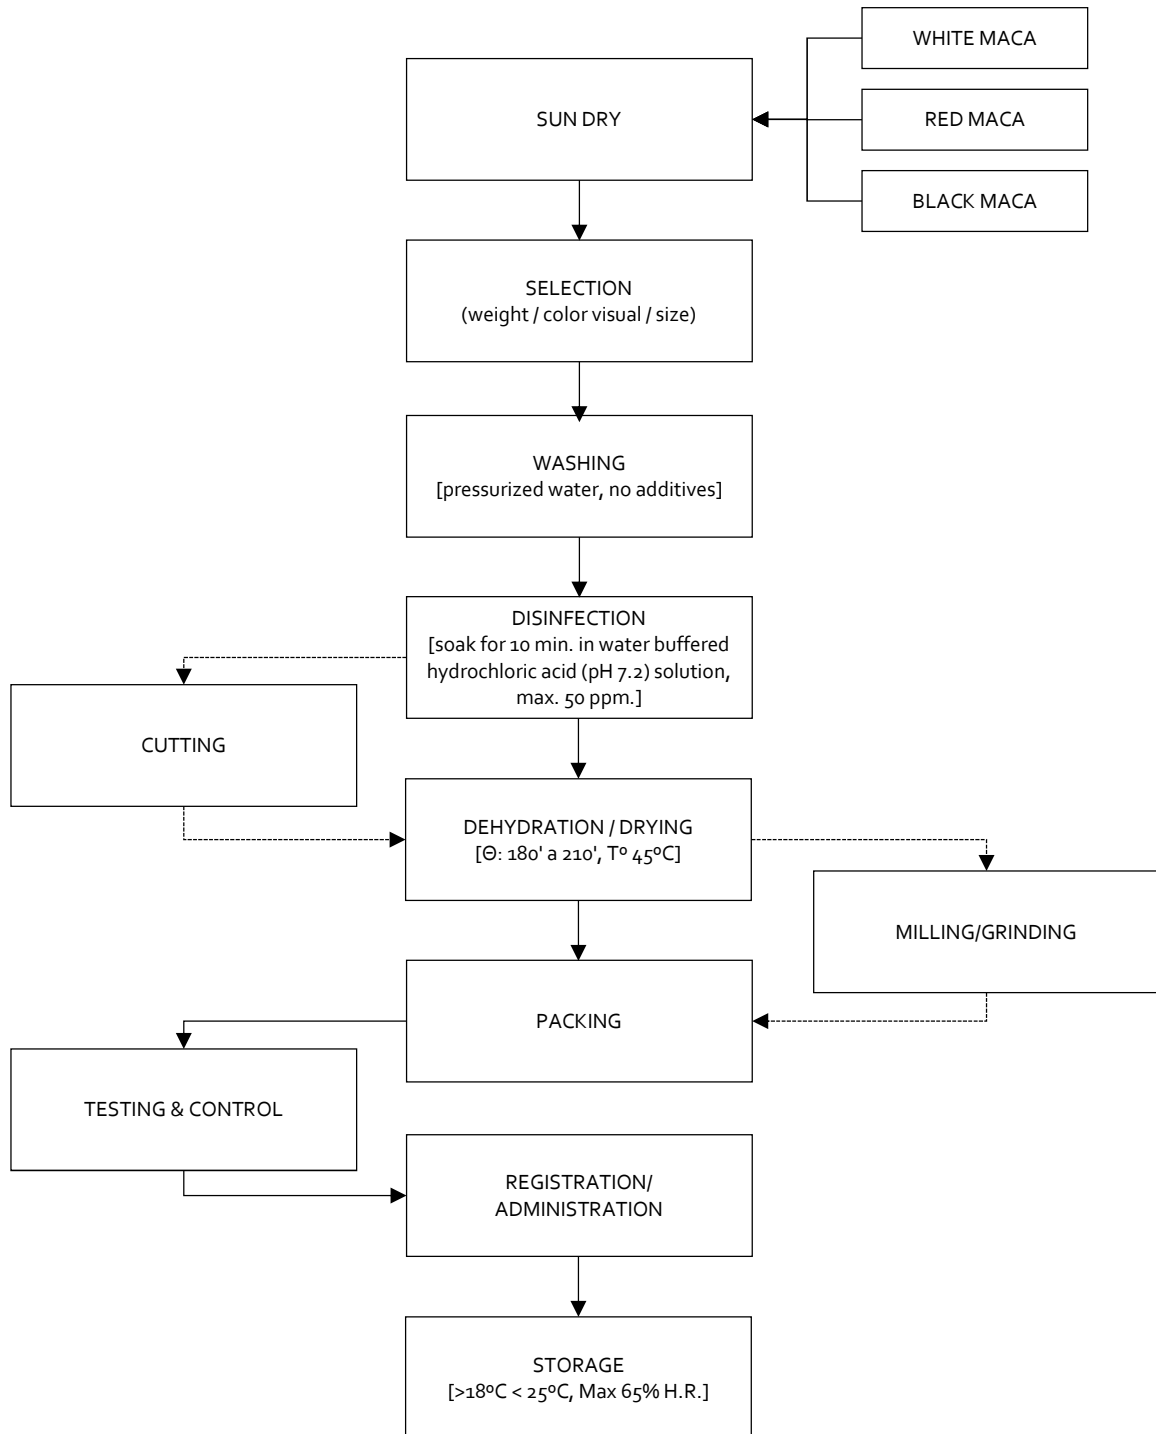 WHITE MACA
SUN DRY
RED MACA
BLACK MACA
SELECTION
(weight / color visual / size)
WASHING
[pressurized water, no additives]
DISINFECTION
[soak for 10 min. in water buffered
hydrochloric acid (pH 7.2) solution,
max. 50 ppm.]
CUTTING
DEHYDRATION / DRYING
[Θ: 180' a 210', Tº 45ºC]
MILLING/GRINDING
PACKING
TESTING & CONTROL
REGISTRATION/
ADMINISTRATION
STORAGE
[>18ºC < 25ºC, Max 65% H.R.]